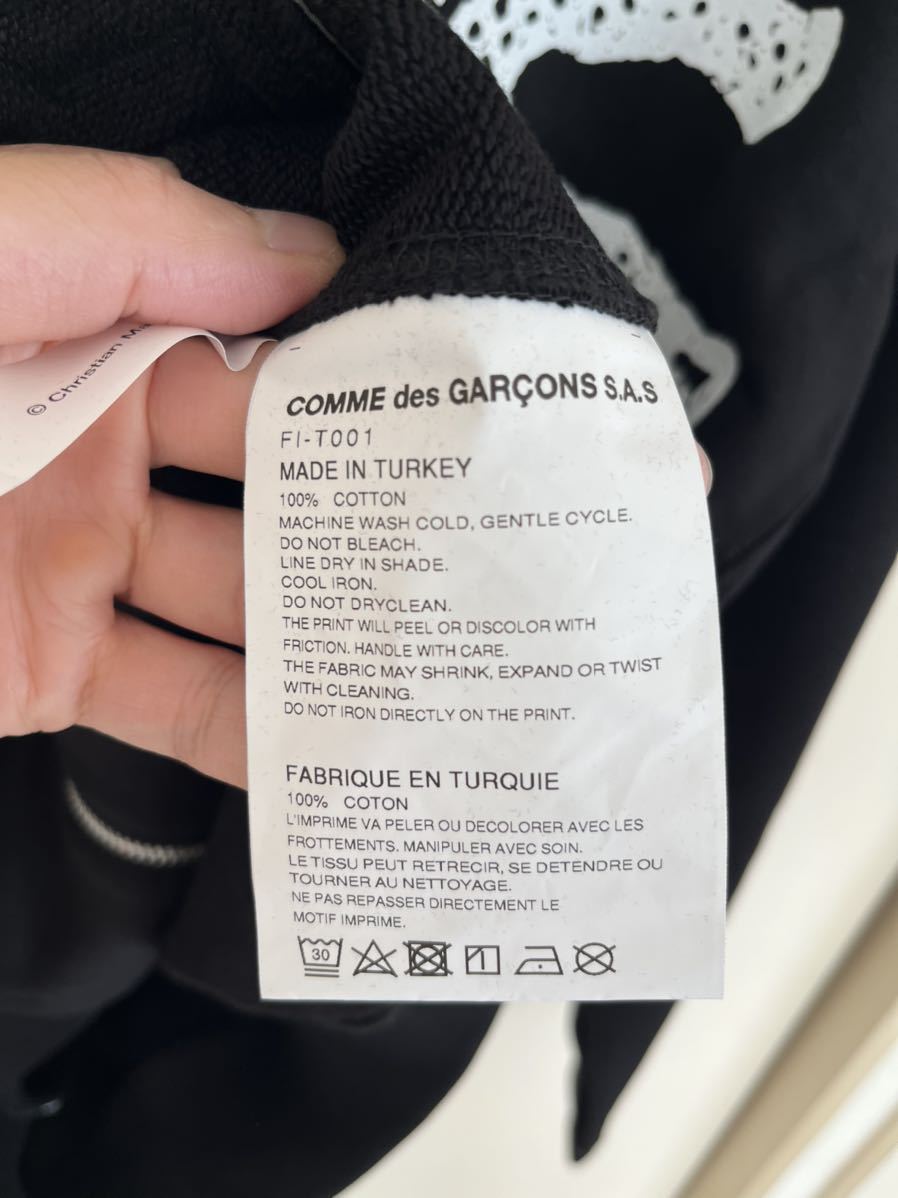 © Christian
COMME des GARÇONS S.A.S
FI-T001
MADE IN TURKEY
100% COTTON
MACHINE WASH COLD, GENTLE CYCLE.
DO NOT BLEACH.
LINE DRY IN SHADE.
COOL IRON.
DO NOT DRYCLEAN.
THE PRINT WILL PEEL OR DISCOLOR WITH
FRICTION. HANDLE WITH CARE.
THE FABRIC MAY SHRINK, EXPAND OR TWIST
WITH CLEANING.
DO NOT IRON DIRECTLY ON THE PRINT.
FABRIQUE EN TURQUIE
100% COTON
L'IMPRIME VA PELER OU DECOLORER AVEC LES
FROTTEMENTS. MANIPULER AVEC SOIN.
LE TISSU PEUT RETRECIR, SE DETENDRE OU
TOURNER AU NETTOYAGE.
NE PAS REPASSER DIRECTEMENT LE
MOTIF IMPRIME.
30